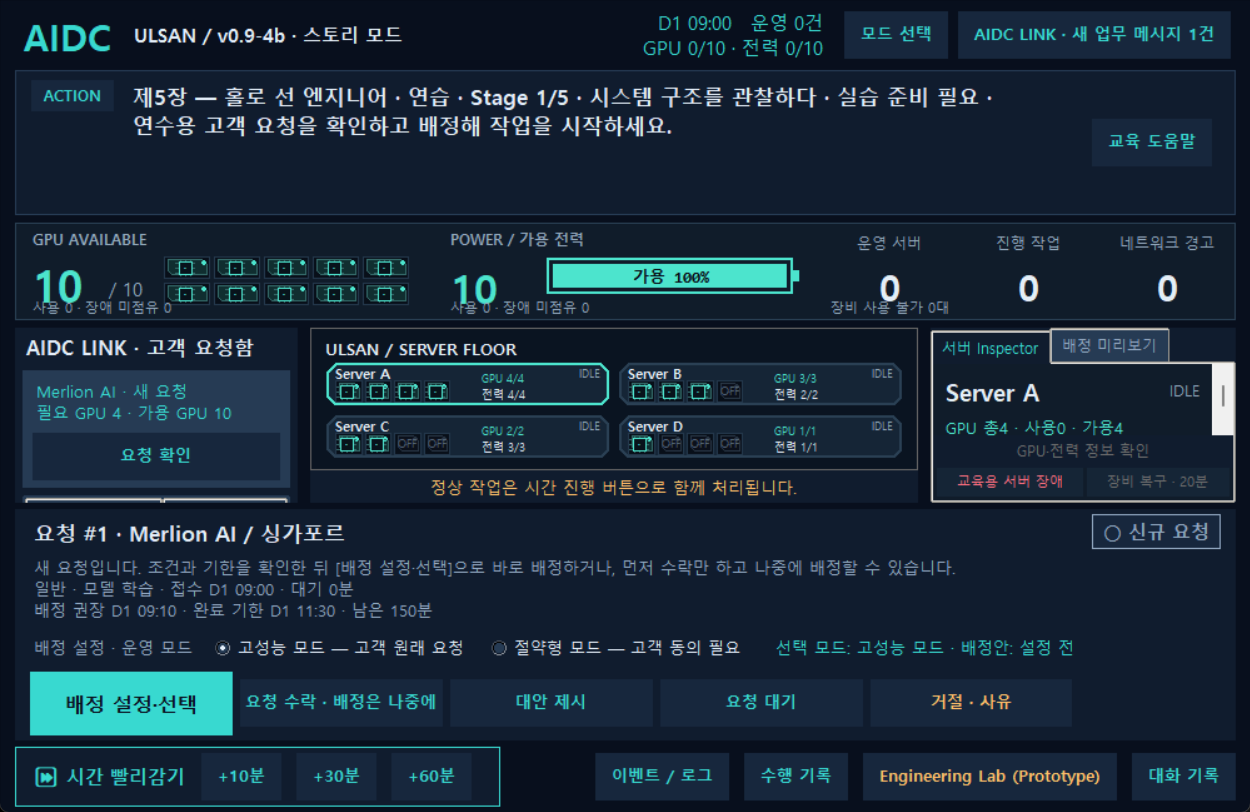 AIDC ULSAN / v0.9-4b · 스토리 모드
D1 09:00 운영 0건
GPU 0/10 · 전력 0/10
모드 선택
AIDC LINK · 새 업무 메시지 1건
ACTION
제5장 — 홀로 선 엔지니어 · 연습 · Stage 1/5 · 시스템 구조를 관찰하다 · 실습 준비 필요 ·
연수용 고객 요청을 확인하고 배정해 작업을 시작하세요.
교육 도움말
GPU AVAILABLE
10 / 10
사용 0 · 장애 미점유 0
POWER / 가용 전력
10
가용 100%
사용 0 · 장애 미점유 0
운영 서버
0
장비 사용 불가 0대
진행 작업
0
네트워크 경고
0
AIDC LINK · 고객 요청함
Merlion AI · 새 요청
필요 GPU 4 · 가용 GPU 10
요청 확인
ULSAN / SERVER FLOOR
Server A
GPU 4/4
전력 4/4
IDLE
Server B
OFF
GPU 3/3
전력 2/2
IDLE
Server C
OFF OFF
GPU 2/2
전력 3/3
IDLE
Server D
OFF OFF OFF
GPU 1/1
전력 1/1
IDLE
정상 작업은 시간 진행 버튼으로 함께 처리됩니다.
서버 Inspector
배정 미리보기
Server A
IDLE
GPU 총4 · 사용0 · 가용4
GPU·전력 정보 확인
교육용 서버 장애
장비 복구 · 20분
요청 #1 · Merlion AI / 싱가포르
○ 신규 요청
새 요청입니다. 조건과 기한을 확인한 뒤 [배정 설정·선택]으로 바로 배정하거나, 먼저 수락만 하고 나중에 배정할 수 있습니다.
일반 · 모델 학습 · 접수 D1 09:00 · 대기 0분
배정 권장 D1 09:10 · 완료 기한 D1 11:30 · 남은 150분
배정 설정 · 운영 모드
고성능 모드 — 고객 원래 요청
절약형 모드 — 고객 동의 필요
선택 모드: 고성능 모드 · 배정안: 설정 전
배정 설정·선택
요청 수락 · 배정은 나중에
대안 제시
요청 대기
거절 · 사유
시간 빨리감기
+10분
+30분
+60분
이벤트 / 로그
수행 기록
Engineering Lab (Prototype)
대화 기록